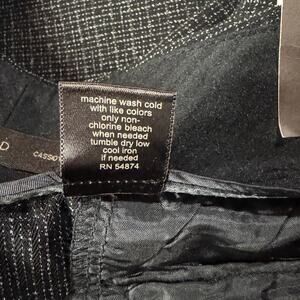 machine wash cold
with like colors
only non-
chlorine bleach
when needed
tumble dry low
cool iron
if needed
RN 54874
D